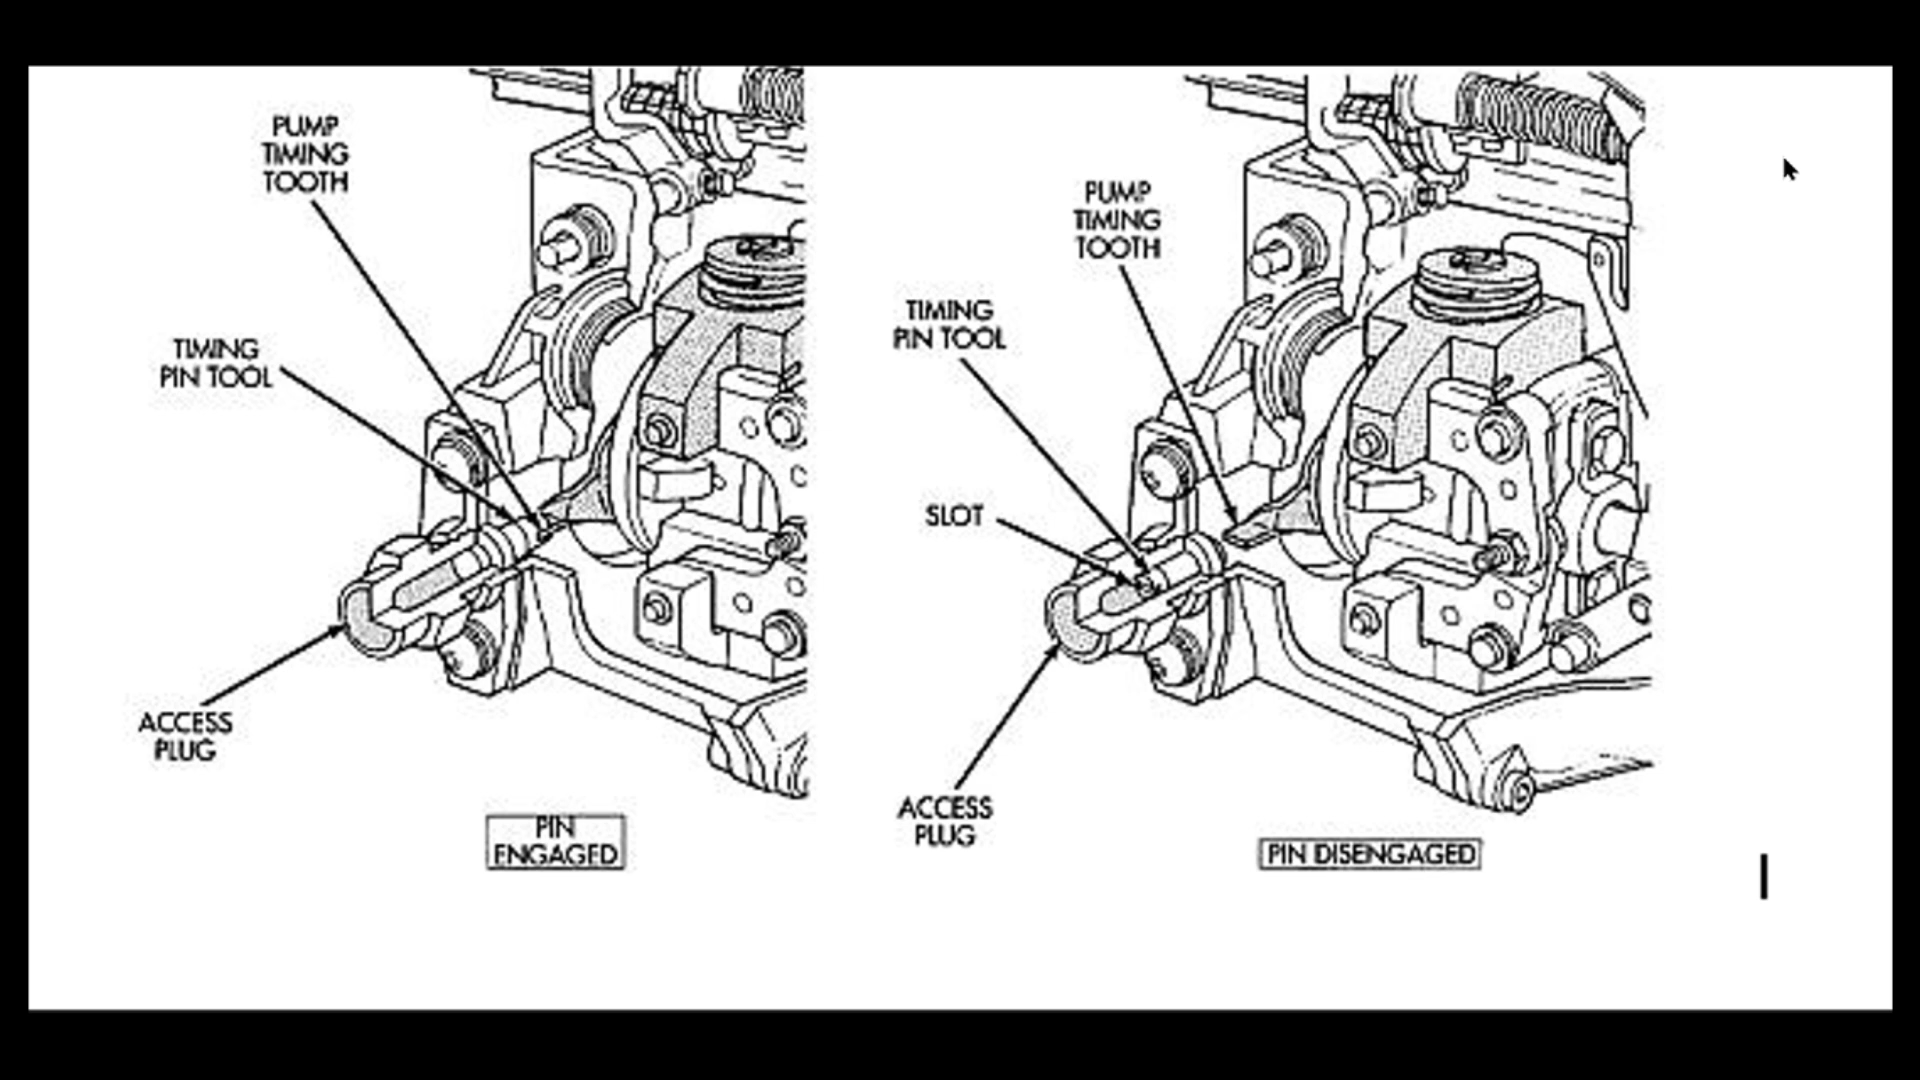 PUMP
TIMING
TOOTH
TIMING
PIN TOOL
ACCESS
PLUG
PIN
ENGAGED
PUMP
TIMING
TOOTH
TIMING
PIN TOOL
SLOT
ACCESS
PLUG
PIN DISENGAGED